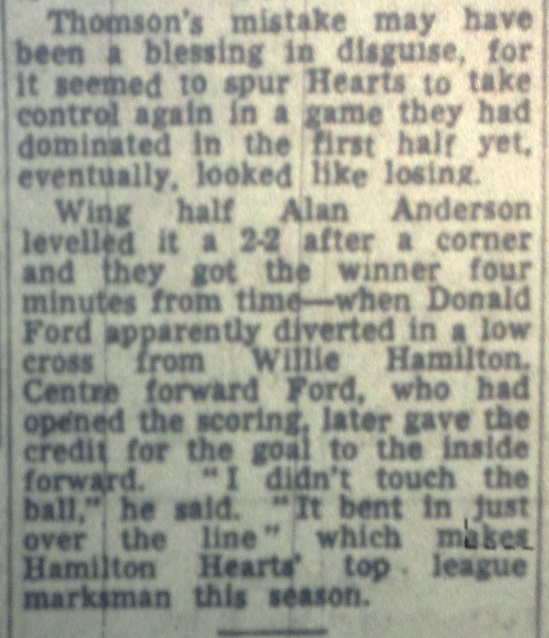 Thomson's mistake may have
been a blessing in disguise, for
it seemed to spur Hearts to take
control again in a game they had
dominated in the first half yet,
eventually, looked like losing.
Wing half Alan Anderson
levelled it a 2-2 after a corner
and they got the winner four
minutes from time—when Donald
Ford apparently diverted in a low
cross from Willie Hamilton.
Centre forward Ford, who had
opened the scoring, later gave the
credit for the goal to the inside
forward. "I didn't touch the
ball," he said. "It bent in just
over the line" which makes
Hamilton Hearts' top league
marksman this season.